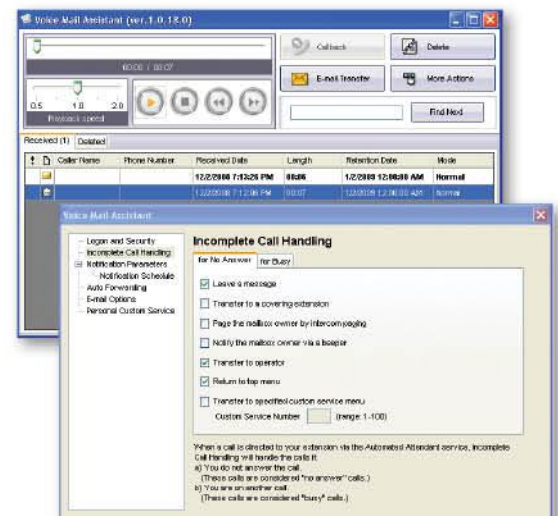 Voice Mail Assistant (ver.1.0.18.0)
00:00 / 00:07
0.5 1.0 2.0
Playback speed
Call back
Delete
E-mail Transfer
More Actions
Find Next
Received (1) Deleted
! Caller Name Phone Number Received Date Length Retention Date Mode
12/2/2008 7:13:26 PM 00:06 1/2/2009 12:00:00 AM Normal
12/2/2008 7:12:06 PM 00:07 1/2/2009 12:00:00 AM Normal
Voice Mail Assistant
Logon and Security
Incomplete Call Handling
Notification Parameters
Notification Schedule
Auto Forwarding
E-mail Options
Personal Custom Service
Incomplete Call Handling
for No Answer for Busy
Leave a message
Transfer to a covering extension
Page the mailbox owner by intercom paging
Notify the mailbox owner via a beeper
Transfer to operator
Return to top menu
Transfer to specified custom service menu
Custom Service Number (range: 1-100)
When a call is directed to your extension via the Automated Attendant service, Incomplete
Call Handling will handle the calls if:
a) You do not answer the call.
(These calls are considered "no answer" calls.)
b) You are on another call.
(These calls are considered "busy" calls.)